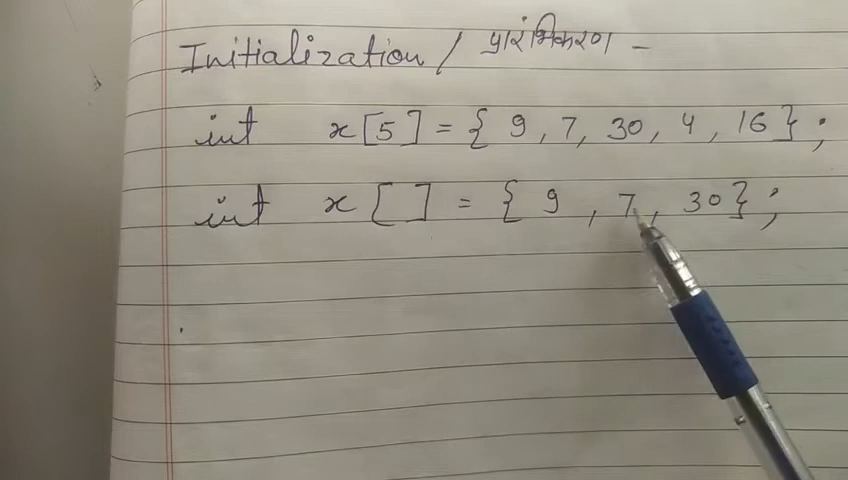 Initialization / प्रारंभिकरण -
int x[5] = { 9, 7, 30, 4, 16};
int x[ ] = { 9, 7, 30};